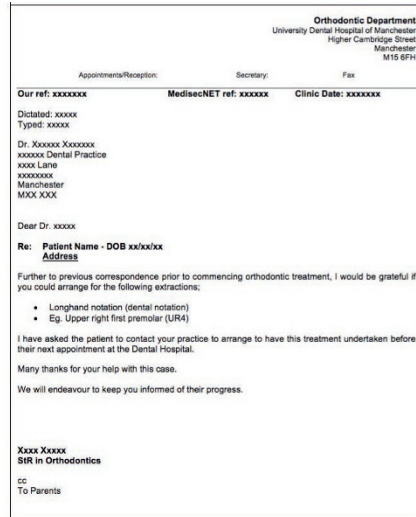 Orthodontic Department
University Dental Hospital of Manchester
Higher Cambridge Street
Manchester
M15 6FH
Appointments/Reception: Secretary: Fax
Our ref: xxxxxxx MedisecNET ref: xxxxxx Clinic Date: xxxxxxx
Dictated: xxxxx
Typed: xxxxx
Dr. Xxxxxx Xxxxxxx
xxxxxx Dental Practice
xxxx Lane
xxxxxxxx
Manchester
MXX XXX
Dear Dr. xxxxx
Re: Patient Name - DOB xx/xx/xx
Address
Further to previous correspondence prior to commencing orthodontic treatment, I would be grateful if
you could arrange for the following extractions;
• Longhand notation (dental notation)
• Eg. Upper right first premolar (UR4)
I have asked the patient to contact your practice to arrange to have this treatment undertaken before
their next appointment at the Dental Hospital.
Many thanks for your help with this case.
We will endeavour to keep you informed of their progress.
Xxxx Xxxxx
StR in Orthodontics
cc
To Parents